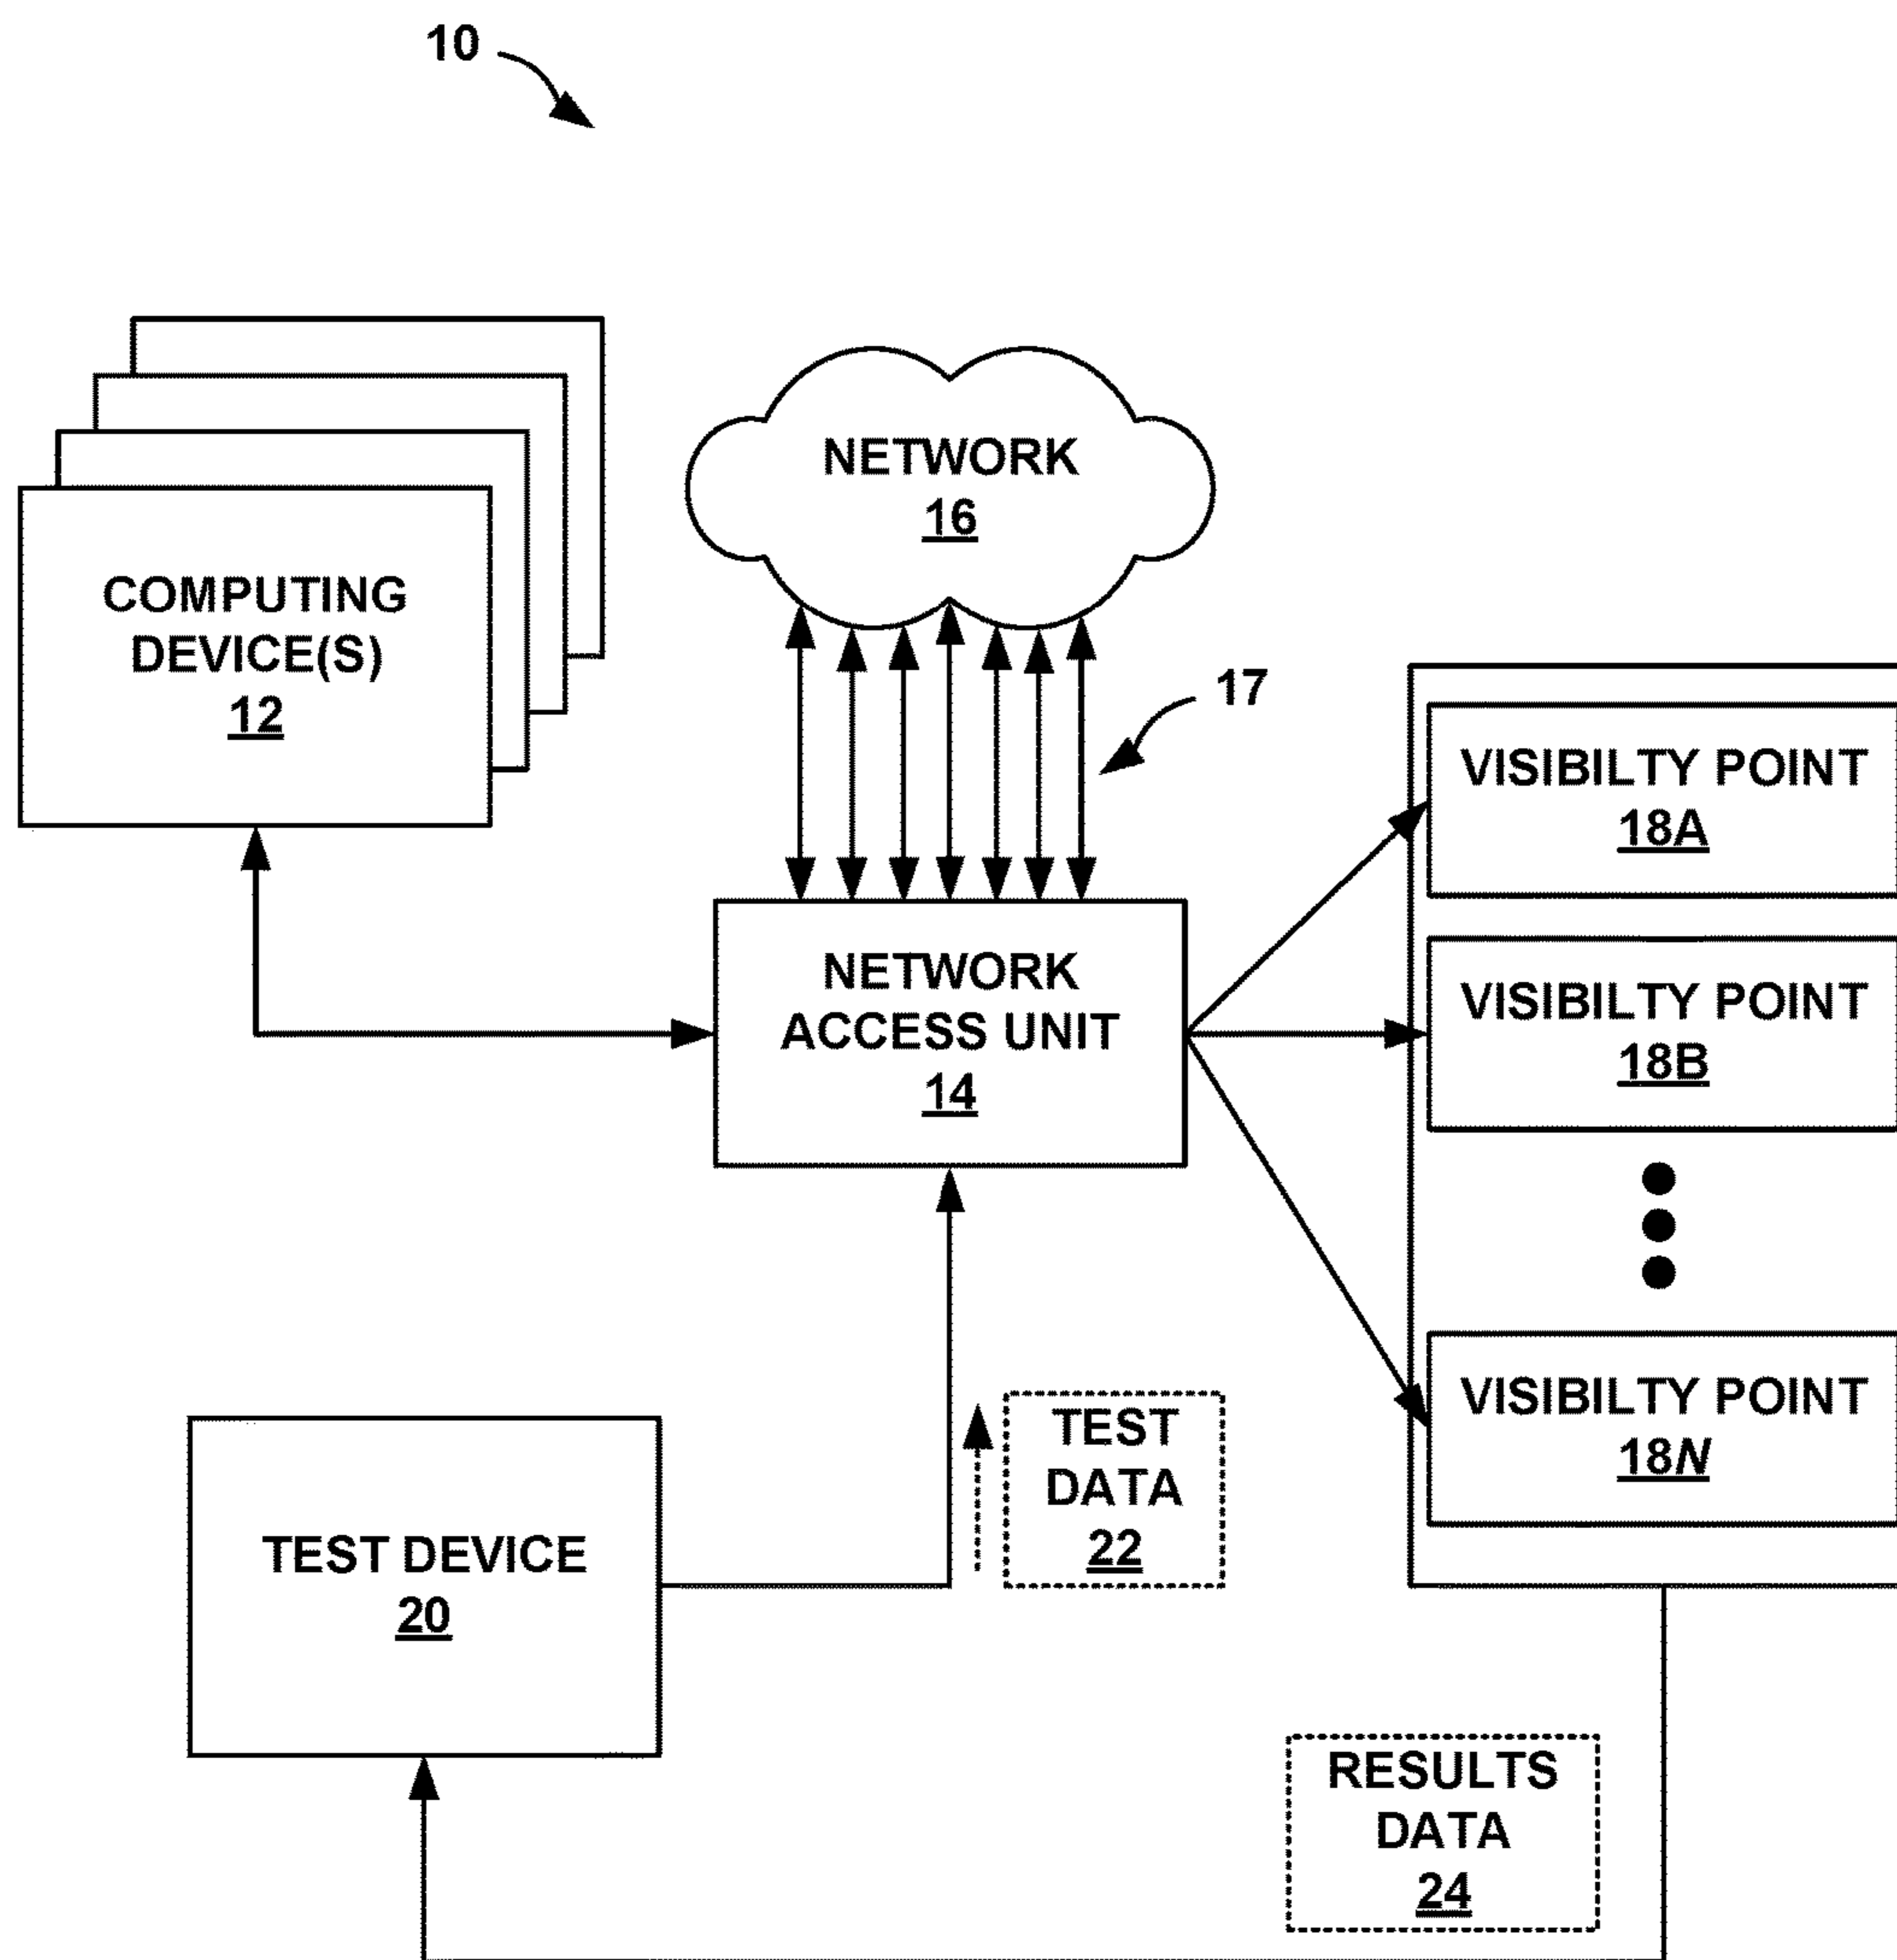 10
NETWORK
16
COMPUTING
DEVICE(S)
12
17
VISIBILTY POINT
18A
NETWORK
ACCESS UNIT
14
VISIBILTY POINT
18B
VISIBILTY POINT
18N
TEST
DATA
22
TEST DEVICE
20
RESULTS
DATA
24